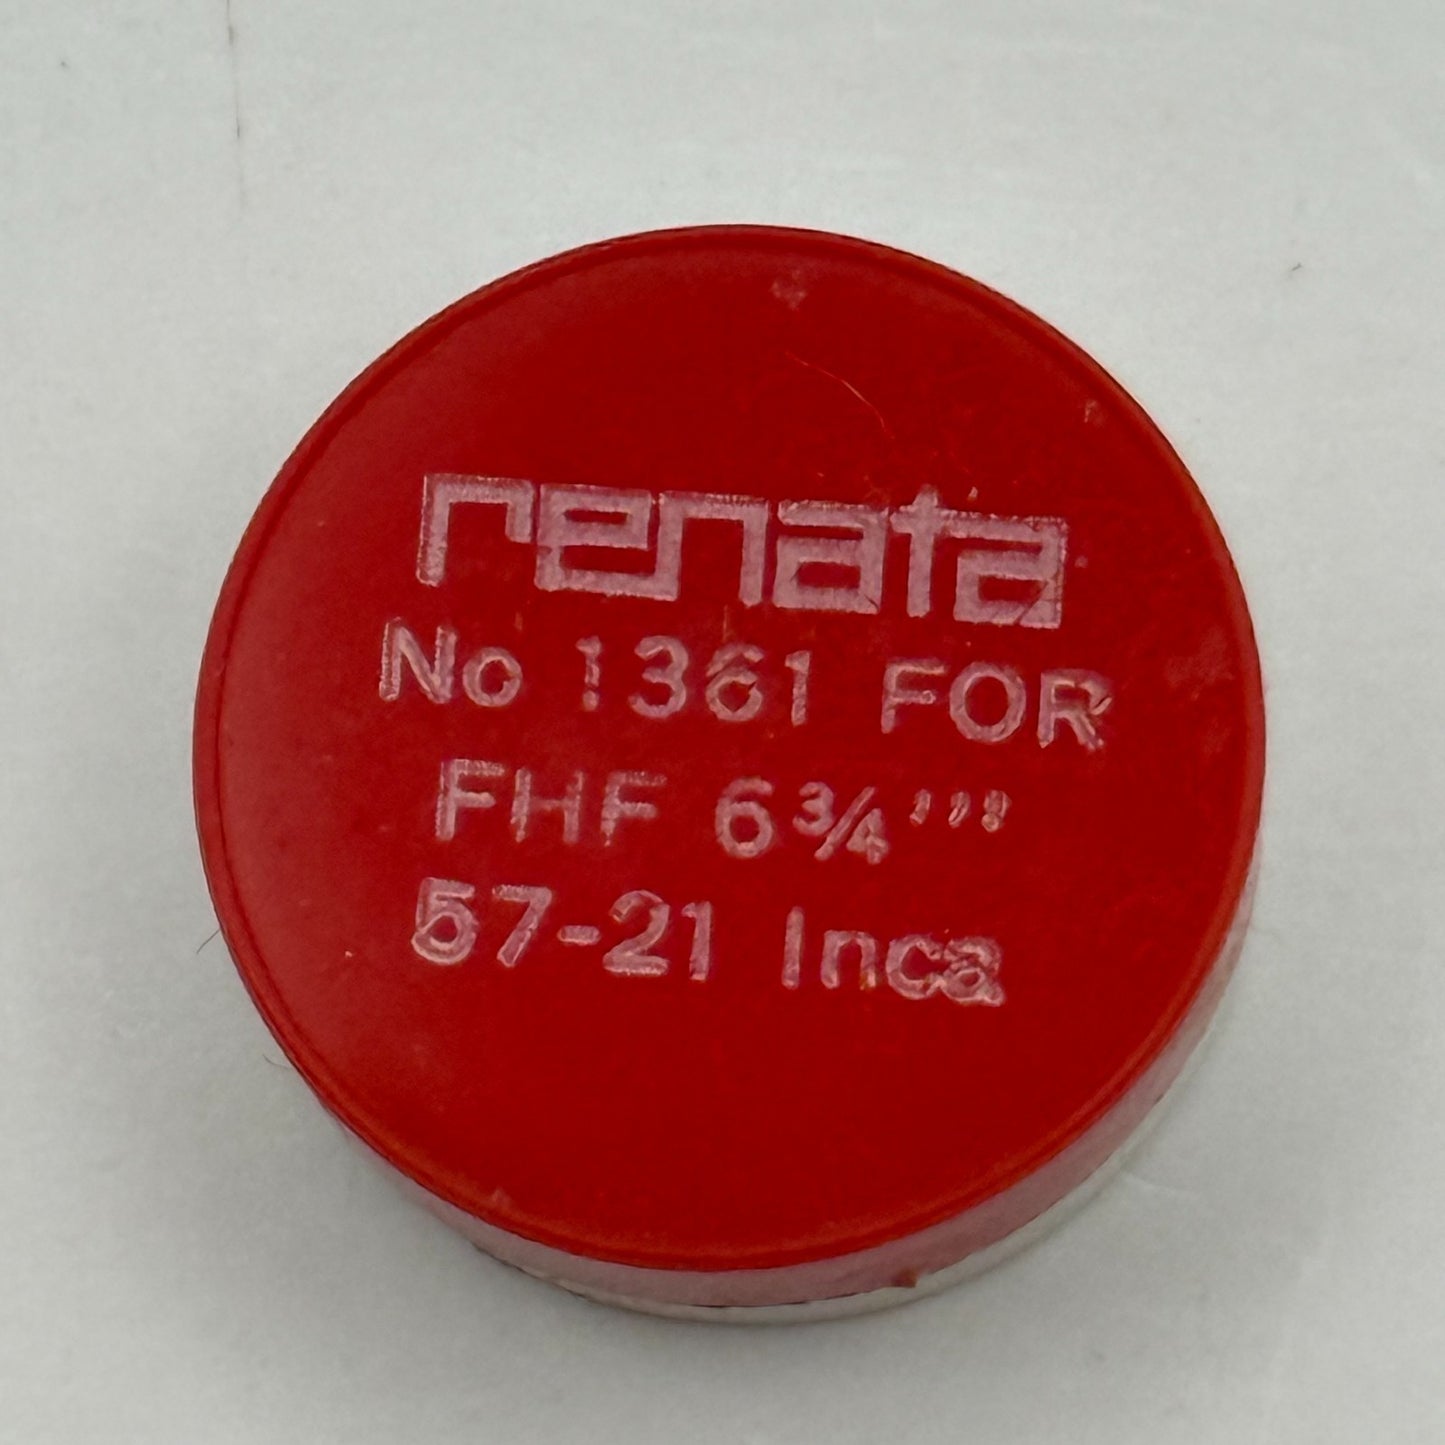 renata
No 1361 FOR
FHF 6¾'''
57-21 Inca